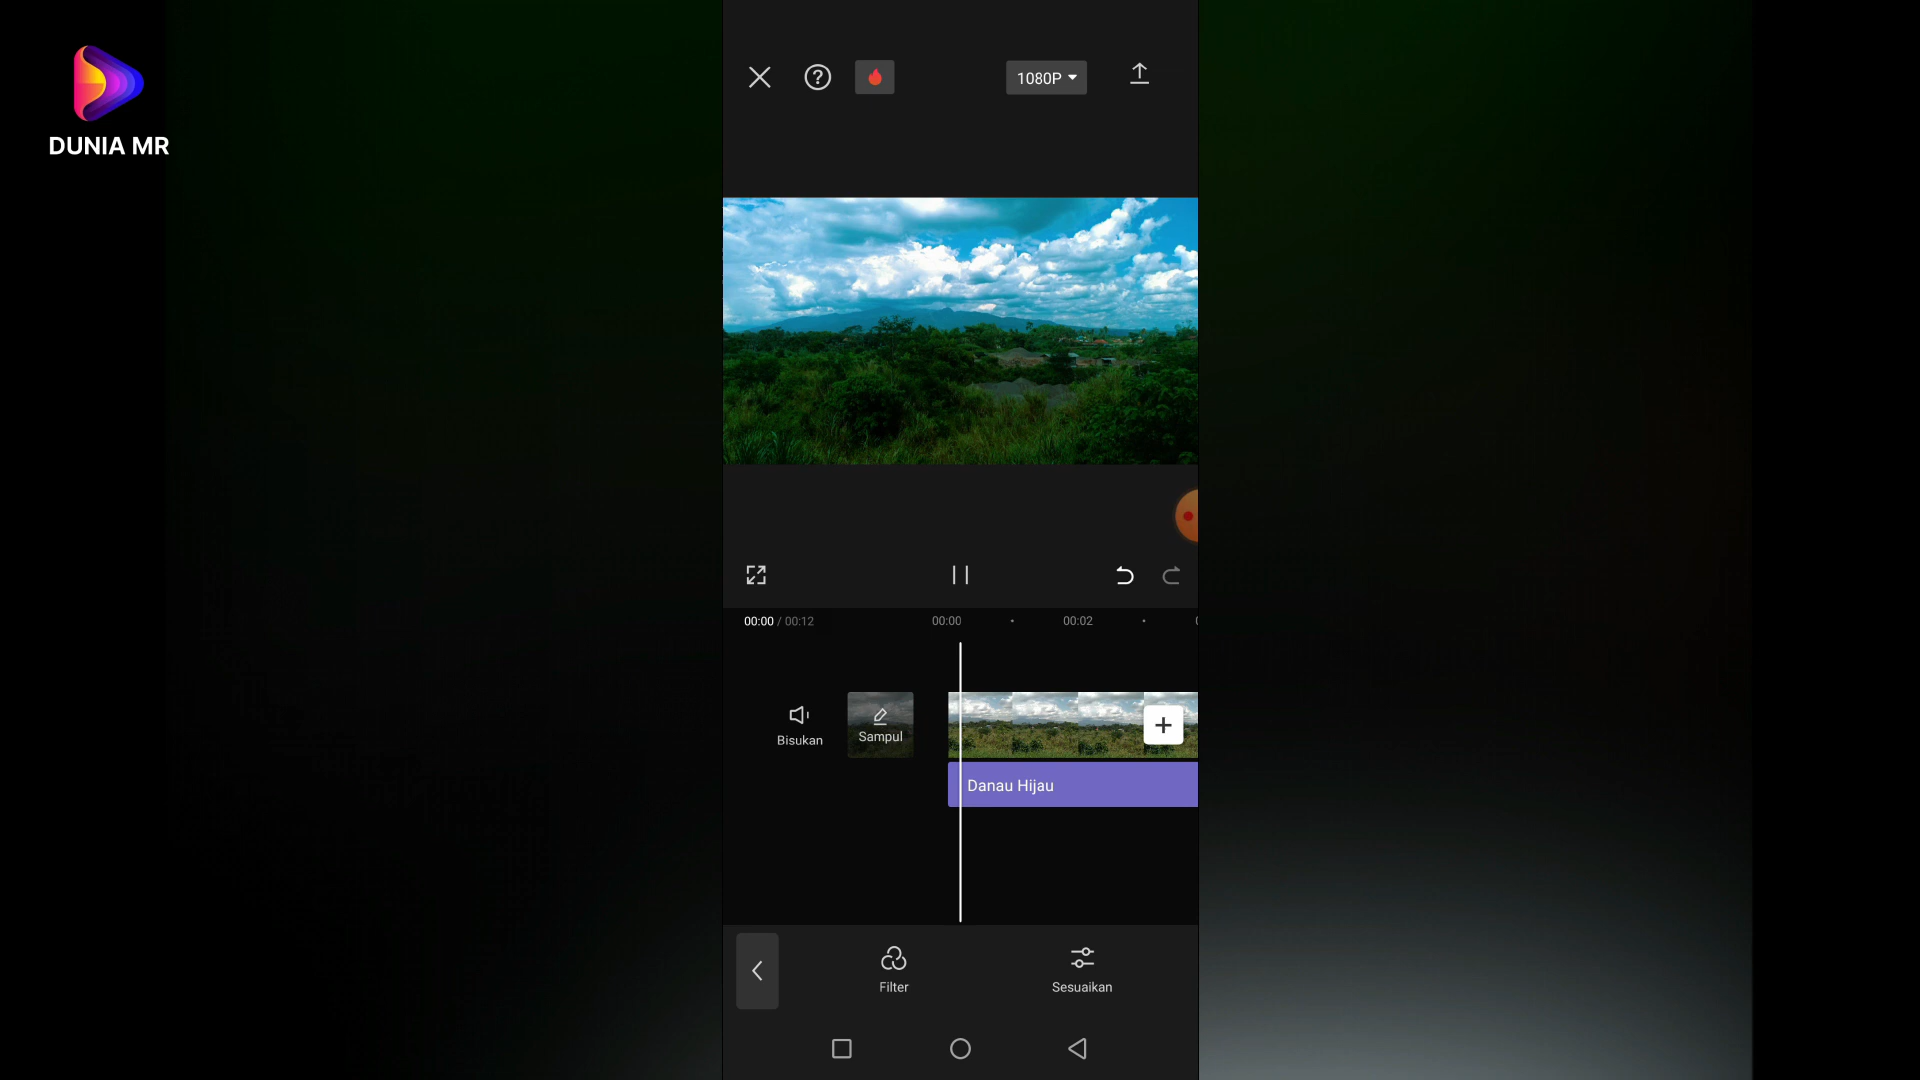 DUNIA MR
1080P
00:00 / 00:12
00:00
00:02
Bisukan
Sampul
Danau Hijau
Filter
Sesuaikan